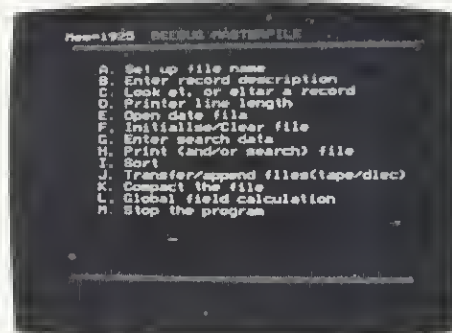 Mem=1925 BEEBUG MASTERFILE
A. Set up file name
B. Enter record description
C. Look at, or alter a record
D. Printer line length
E. Open data file
F. Initialise/Clear file
G. Enter search data
H. Print (and/or search) file
I. Sort
J. Transfer/append files(tape/disc)
K. Compact the file
L. Global field calculation
M. Stop the program